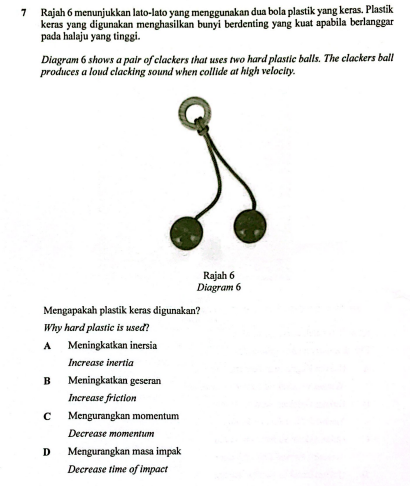 7 Rajah 6 menunjukkan lato-lato yang menggunakan dua bola plastik yang keras. Plastik
keras yang digunakan menghasilkan bunyi berdenting yang kuat apabila berlanggar
pada halaju yang tinggi.
Diagram 6 shows a pair of clackers that uses two hard plastic balls. The clackers ball
produces a loud clacking sound when collide at high velocity.
Rajah 6
Diagram 6
Mengapakah plastik keras digunakan?
Why hard plastic is used?
A Meningkatkan inersia
Increase inertia
B Meningkatkan geseran
Increase friction
C Mengurangkan momentum
Decrease momentum
D Mengurangkan masa impak
Decrease time of impact